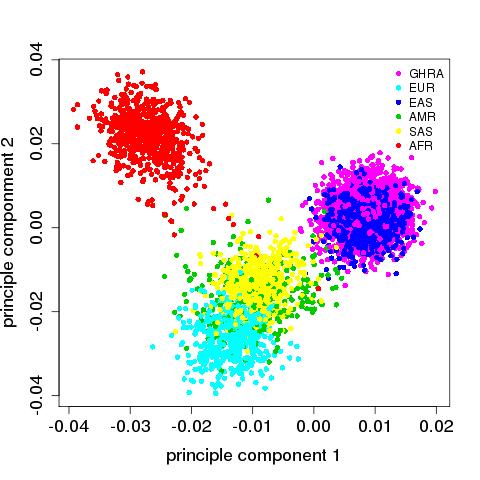 0.04
0.02
0.00
-0.02
-0.04
principle componment 2
GHRA
EUR
EAS
AMR
SAS
AFR
-0.04 -0.03 -0.02 -0.01 0.00 0.01 0.02
principle component 1